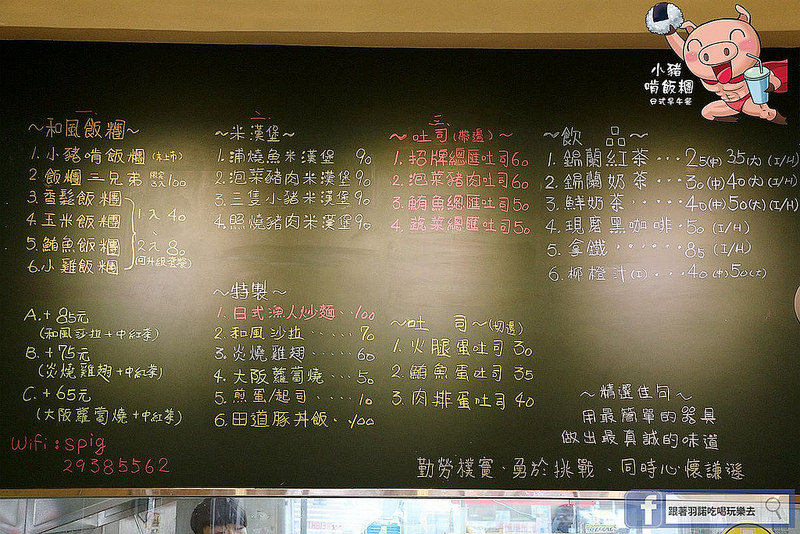 小豬
啃飯糰
日式早午餐
一、
~和風飯糰~
1. 小豬啃飯糰 (未上市)
2. 飯糰三兄弟 100
3. 香鬆飯糰
4. 玉米飯糰
5. 鮪魚飯糰
6. 小雞飯糰
1入 40
2入 80
(可升級套餐)
A. + 85元
(和風莎拉 + 中紅茶)
B. + 75元
(炎燒雞翅 + 中紅茶)
C. + 65元
(大阪蘿蔔燒 + 中紅茶)
Wifi : spig
29385562
二、
~米漢堡~
1. 浦燒魚米漢堡 90
2. 泡菜豬肉米漢堡 90
3. 三隻小豬米漢堡 90
4. 照燒豬肉米漢堡 90
~特製~
1. 日式漁人炒麵‥100
2. 和風沙拉‥‥‥70
3. 炎燒雞翅‥‥‥60
4. 大阪蘿蔔燒‥‥50
5. 煎蛋/起司‥‥‥10
6. 田道豚丼飯‥100
三、
~吐司(帶邊)~
1. 招牌總匯吐司 60
2. 泡菜豬肉吐司 60
3. 鮪魚總匯吐司 50
4. 蔬菜總匯吐司 50
~吐 司~(切邊)
1. 火腿蛋吐司 30
2. 鮪魚蛋吐司 35
3. 肉排蛋吐司 40
~飲 品~
1. 錫蘭紅茶‥‥25(中)35(大)(I/H)
2. 錫蘭奶茶‥‥30(中)40(大)(I/H)
3. 鮮奶茶‥‥‥40(中)50(大)(I/H)
4. 現磨黑咖啡‥50 (I/H)
5. 拿鐵‥‥‥‥85 (I/H)
6. 柳橙汁(I)‥‥40(中)50(大)
~精選佳句~
用最簡單的器具
做出最真誠的味道
勤勞樸實、勇於挑戰、同時心懷謙遜
跟著羽諾吃喝玩樂去